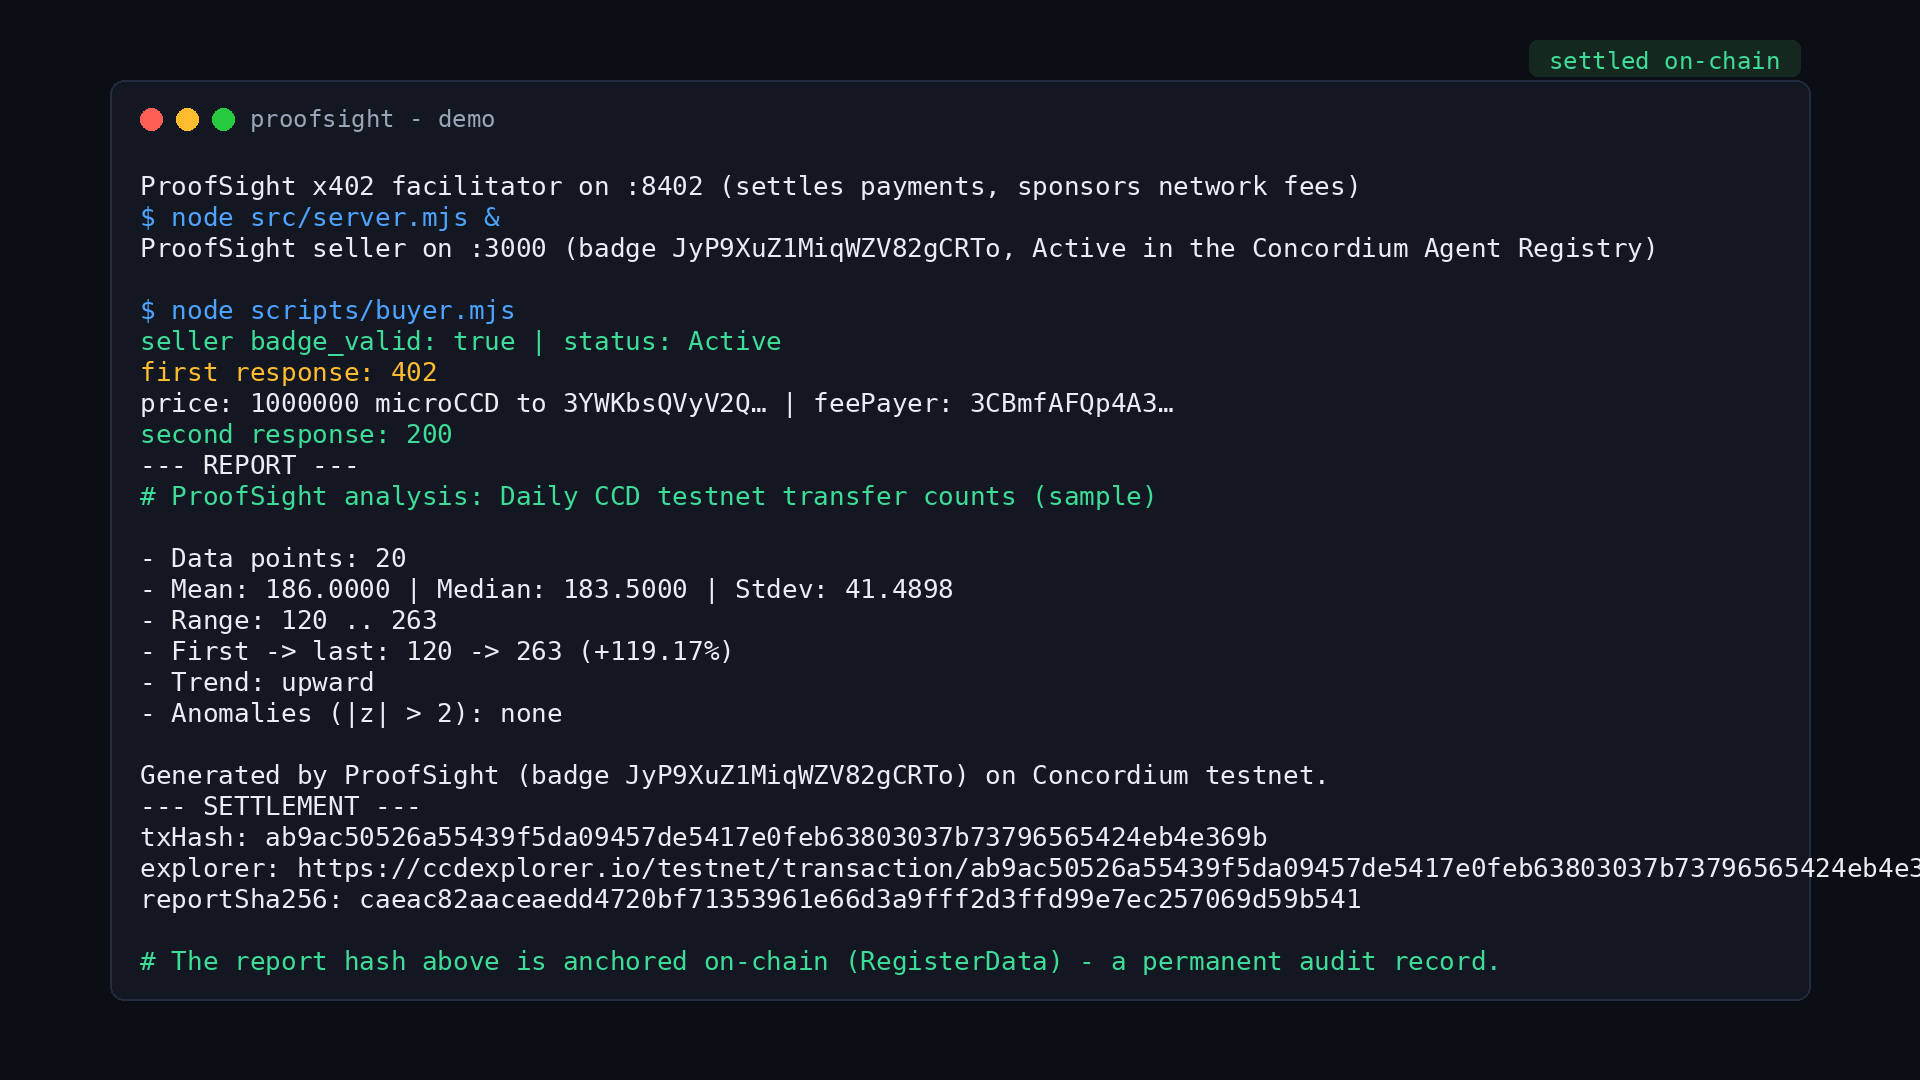 settled on-chain
proofsight - demo
ProofSight x402 facilitator on :8402 (settles payments, sponsors network fees)
$ node src/server.mjs &
ProofSight seller on :3000 (badge JyP9XuZ1MiqWZV82gCRTo, Active in the Concordium Agent Registry)
$ node scripts/buyer.mjs
seller badge_valid: true | status: Active
first response: 402
price: 1000000 microCCD to 3YWKbsQVyV2Q… | feePayer: 3CBmfAFQp4A3…
second response: 200
--- REPORT ---
# ProofSight analysis: Daily CCD testnet transfer counts (sample)
- Data points: 20
- Mean: 186.0000 | Median: 183.5000 | Stdev: 41.4898
- Range: 120 .. 263
- First -> last: 120 -> 263 (+119.17%)
- Trend: upward
- Anomalies (|z| > 2): none
Generated by ProofSight (badge JyP9XuZ1MiqWZV82gCRTo) on Concordium testnet.
--- SETTLEMENT ---
txHash: ab9ac50526a55439f5da09457de5417e0feb63803037b73796565424eb4e369b
explorer: https://ccdexplorer.io/testnet/transaction/ab9ac50526a55439f5da09457de5417e0feb63803037b73796565424eb4e3
reportSha256: caeac82aaceaedd4720bf71353961e66d3a9fff2d3ffd99e7ec257069d59b541
# The report hash above is anchored on-chain (RegisterData) - a permanent audit record.